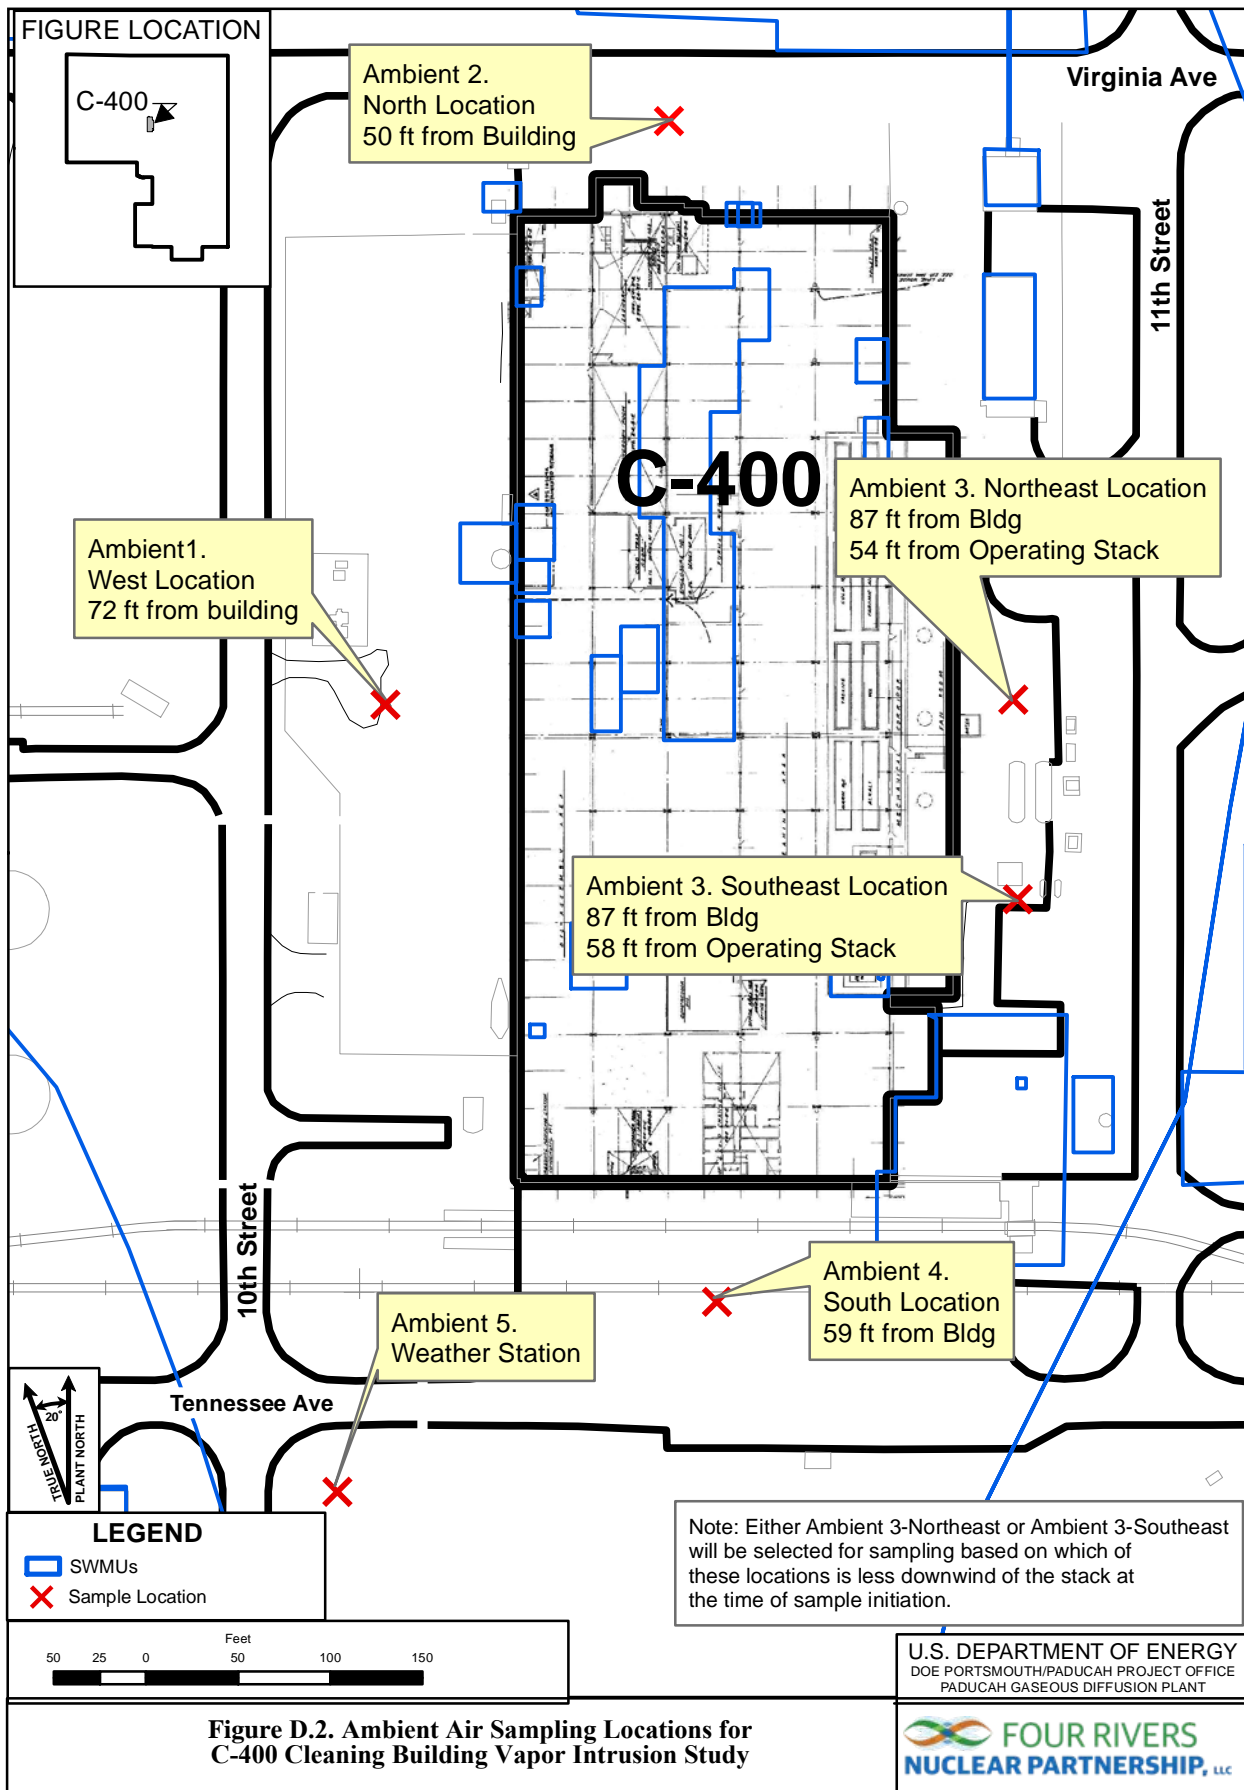 FIGURE LOCATION
C-400
Ambient 2.
North Location
50 ft from Building
Virginia Ave
11th Street
C-400
Ambient 3. Northeast Location
87 ft from Bldg
54 ft from Operating Stack
Ambient1.
West Location
72 ft from building
Ambient 3. Southeast Location
87 ft from Bldg
58 ft from Operating Stack
10th Street
Ambient 4.
South Location
59 ft from Bldg
Ambient 5.
Weather Station
Tennessee Ave
20°
TRUE NORTH
PLANT NORTH
LEGEND
SWMUs
Sample Location
Note: Either Ambient 3-Northeast or Ambient 3-Southeast
will be selected for sampling based on which of
these locations is less downwind of the stack at
the time of sample initiation.
Feet
50 25 0 50 100 150
U.S. DEPARTMENT OF ENERGY
DOE PORTSMOUTH/PADUCAH PROJECT OFFICE
PADUCAH GASEOUS DIFFUSION PLANT
Figure D.2. Ambient Air Sampling Locations for
C-400 Cleaning Building Vapor Intrusion Study
FOUR RIVERS
NUCLEAR PARTNERSHIP, LLC